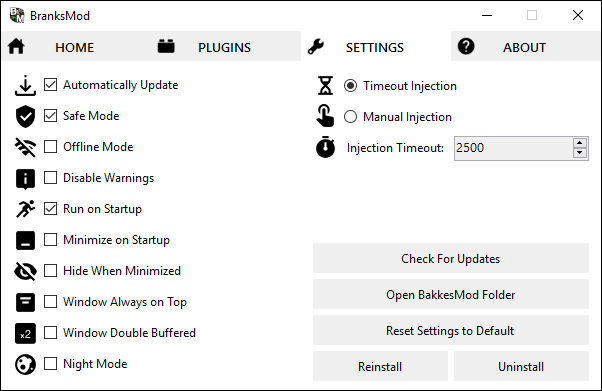 BranksMod
HOME PLUGINS SETTINGS ABOUT
Automatically Update
Safe Mode
Offline Mode
Disable Warnings
Run on Startup
Minimize on Startup
Hide When Minimized
Window Always on Top
x2 Window Double Buffered
Night Mode
Timeout Injection
Manual Injection
Injection Timeout: 2500
Check For Updates
Open BakkesMod Folder
Reset Settings to Default
Reinstall Uninstall